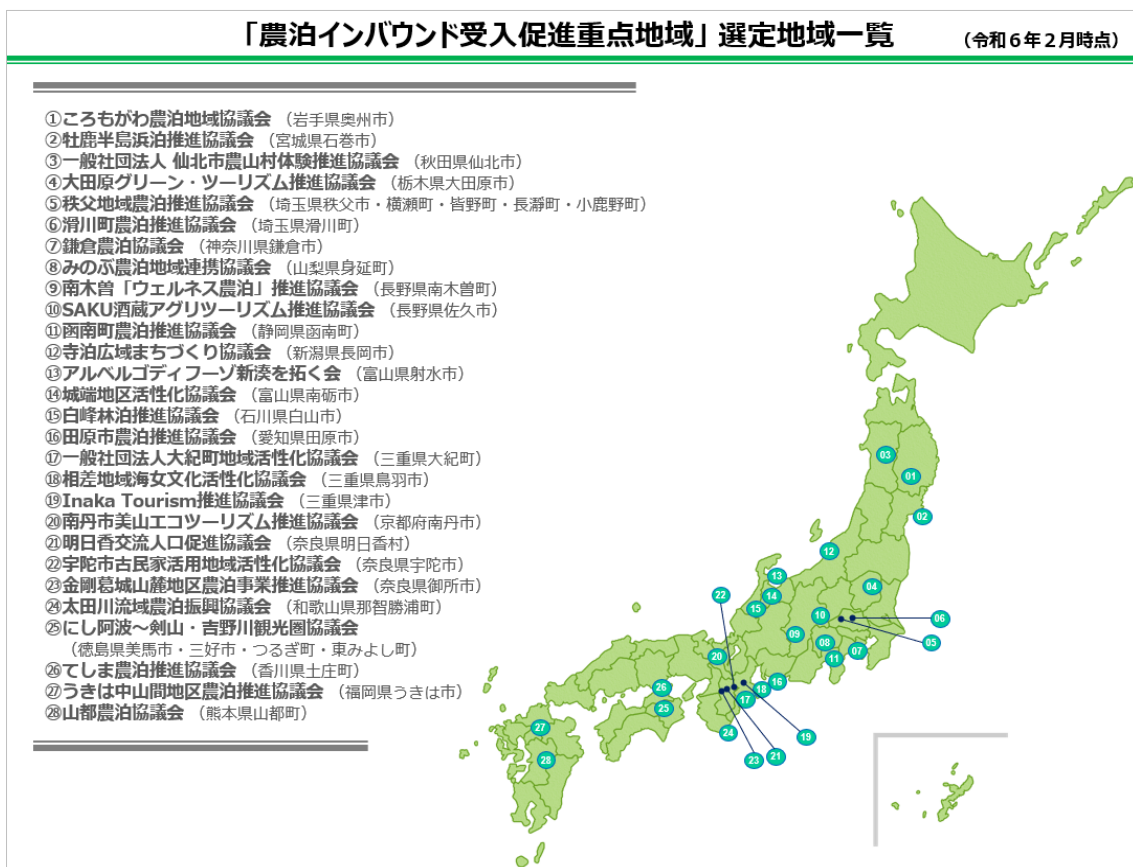 「農泊インバウンド受入促進重点地域」選定地域一覧 （令和６年２月時点）
①ころもがわ農泊地域協議会 （岩手県奥州市）
②牡鹿半島浜泊推進協議会 （宮城県石巻市）
③一般社団法人 仙北市農山村体験推進協議会 （秋田県仙北市）
④大田原グリーン・ツーリズム推進協議会 （栃木県大田原市）
⑤秩父地域農泊推進協議会 （埼玉県秩父市・横瀬町・皆野町・長瀞町・小鹿野町）
⑥滑川町農泊推進協議会 （埼玉県滑川町）
⑦鎌倉農泊協議会 （神奈川県鎌倉市）
⑧みのぶ農泊地域連携協議会 （山梨県身延町）
⑨南木曽「ウェルネス農泊」推進協議会 （長野県南木曽町）
⑩SAKU酒蔵アグリツーリズム推進協議会 （長野県佐久市）
⑪函南町農泊推進協議会 （静岡県函南町）
⑫寺泊広域まちづくり協議会 （新潟県長岡市）
⑬アルベルゴディフーゾ新湊を拓く会 （富山県射水市）
⑭城端地区活性化協議会 （富山県南砺市）
⑮白峰林泊推進協議会 （石川県白山市）
⑯田原市農泊推進協議会 （愛知県田原市）
⑰一般社団法人大紀町地域活性化協議会 （三重県大紀町）
⑱相差地域海女文化活性化協議会 （三重県鳥羽市）
⑲Inaka Tourism推進協議会 （三重県津市）
⑳南丹市美山エコツーリズム推進協議会 （京都府南丹市）
㉑明日香交流人口促進協議会 （奈良県明日香村）
㉒宇陀市古民家活用地域活性化協議会 （奈良県宇陀市）
㉓金剛葛城山麓地区農泊事業推進協議会 （奈良県御所市）
㉔太田川流域農泊振興協議会 （和歌山県那智勝浦町）
㉕にし阿波～剣山・吉野川観光圏協議会
（徳島県美馬市・三好市・つるぎ町・東みよし町）
㉖てしま農泊推進協議会 （香川県土庄町）
㉗うきは中山間地区農泊推進協議会 （福岡県うきは市）
㉘山都農泊協議会 （熊本県山都町）
03
01
02
12
13
04
22
14
15
10
06
09
08
07
05
20
11
16
26
18
17
25
27
24
19
28
23
21